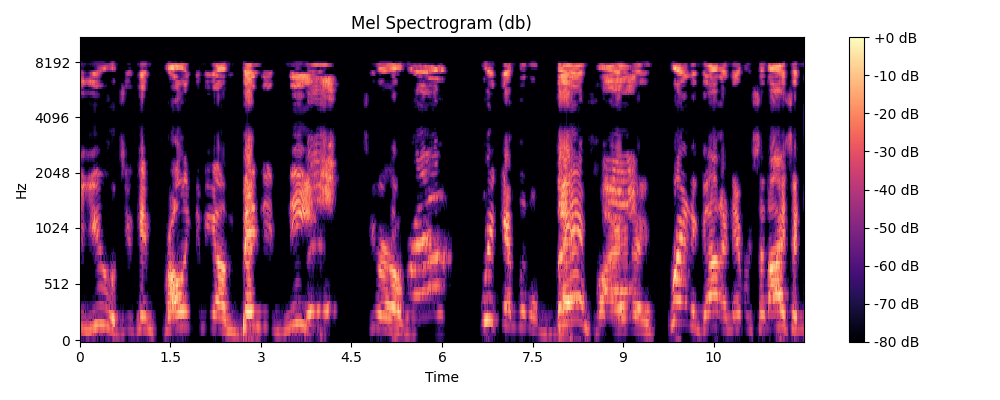 Mel Spectrogram (db)
8192
4096
2048
1024
512
0
Hz
0 1.5 3 4.5 6 7.5 9 10
Time
+0 dB
-10 dB
-20 dB
-30 dB
-40 dB
-50 dB
-60 dB
-70 dB
-80 dB